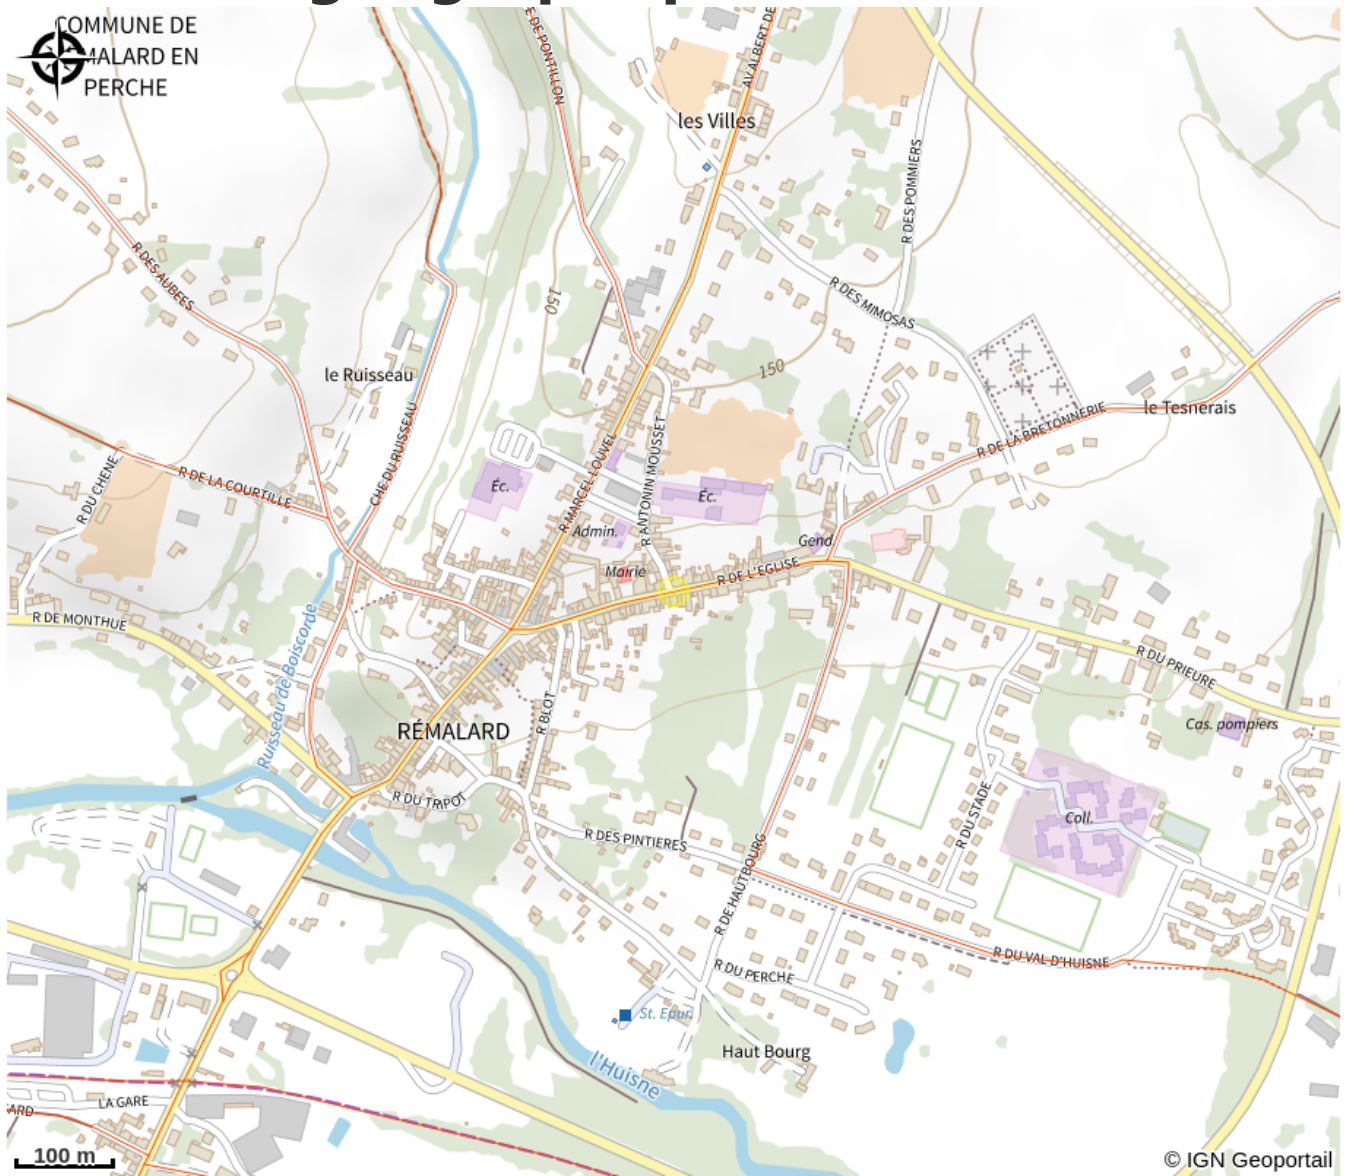 COMMUNE DE
MALARD EN
PERCHE
E DE PONTILLON
AV ALBERT DE
les Villes
R DES POMMIERS
R DES AUBEES
R DES MIMOSAS
150
150
le Ruisseau
le Tesnerais
R DE LA BRETONNERIE
CHE DU RUISSEAU
R MARCEL LOUVEL
R ANTONIN MOUSSET
R DU CHENE
R DE LA COURTILLE
Éc.
Éc.
Admin.
Gend.
Mairie
R DE L'EGLISE
R DE MONTHUE
Ruisseau de Boiscorde
R DU PRIEURE
R BLOT
RÉMALARD
Cas. pompiers
R DU TRIPOT
R DU STADE
Coll.
R DES PINTIERES
R DE HAUTBOURG
R DU VAL D'HUISNE
R DU PERCHE
St. Epur.
Haut Bourg
l'Huisne
LA GARE
ARD
100 m
© IGN Geoportail